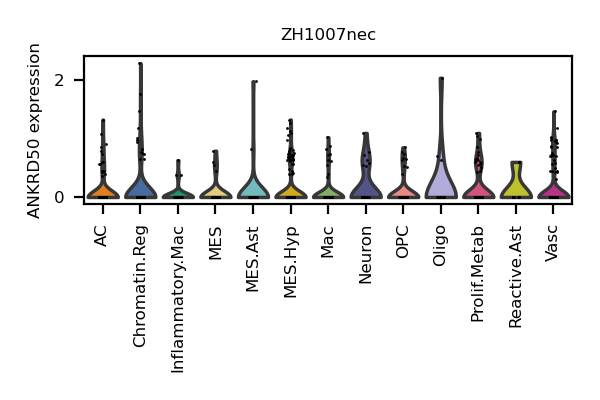 ZH1007nec
ANKRD50 expression
2
0
AC
Chromatin.Reg
Inflammatory.Mac
MES
MES.Ast
MES.Hyp
Mac
Neuron
OPC
Oligo
Prolif.Metab
Reactive.Ast
Vasc